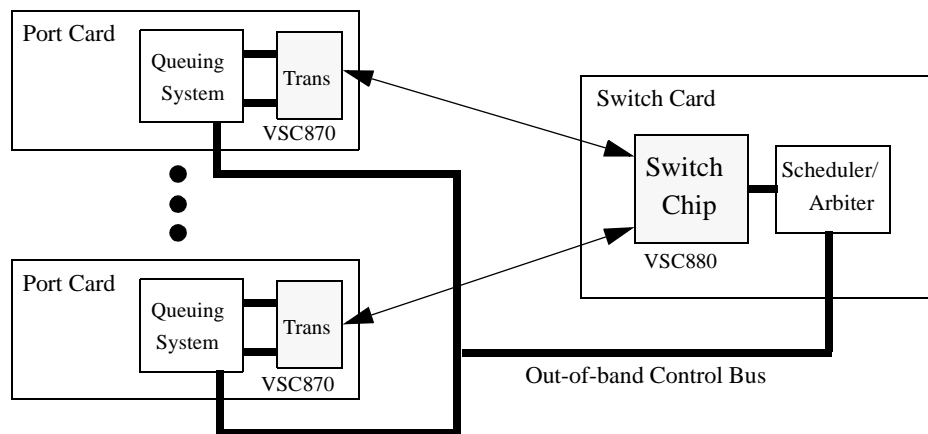 Port Card
Queuing
System
Trans
VSC870
Switch Card
Switch
Chip
VSC880
Scheduler/
Arbiter
Port Card
Queuing
System
Trans
VSC870
Out-of-band Control Bus